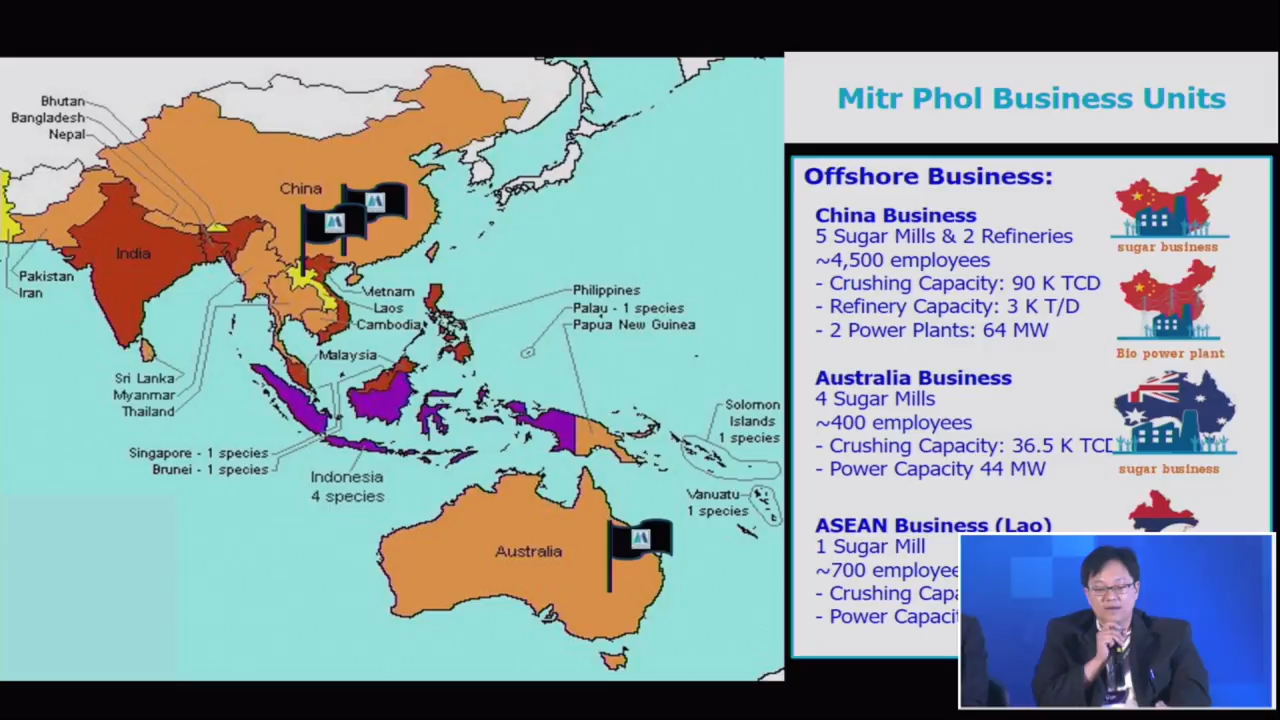 Bhutan
Bangladesh
Nepal
China
India
Pakistan
Iran
Vietnam
Laos
Cambodia
Philippines
Palau - 1 species
Papua New Guinea
Malaysia
Sri Lanka
Myanmar
Thailand
Singapore - 1 species
Brunei - 1 species
Indonesia
4 species
Solomon
Islands
1 species
Vanuatu
1 species
Australia
Mitr Phol Business Units
Offshore Business:
China Business
5 Sugar Mills & 2 Refineries
~4,500 employees
- Crushing Capacity: 90 K TCD
- Refinery Capacity: 3 K T/D
- 2 Power Plants: 64 MW
sugar business
Bio power plant
Australia Business
4 Sugar Mills
~400 employees
- Crushing Capacity: 36.5 K
- Power Capacity 44 MW
sugar business
ASEAN Business (Lao)
1 Sugar Mill
~700
- Crushing
- Power